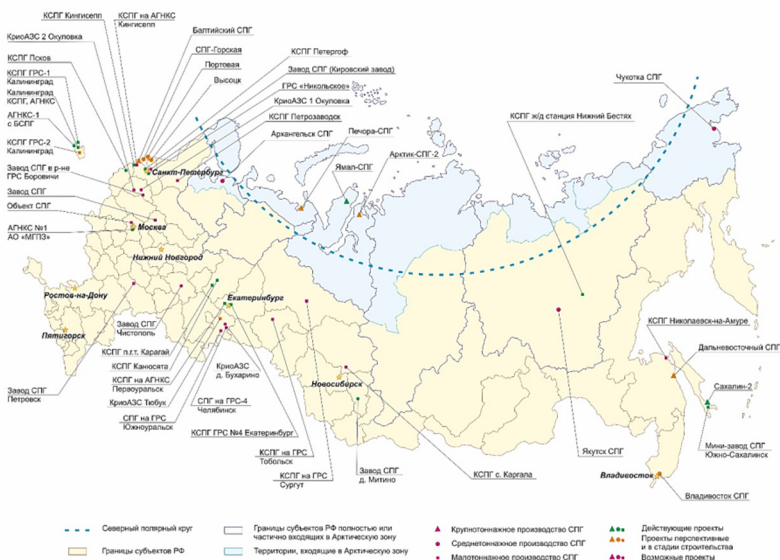 КСПГ Кингисепп
КСПГ на АГНКС
Кингисепп
КриоАЗС 2 Окуловка
КСПГ Псков
КСПГ ГРС-1
Калининград
Калининград
КСПГ, АГНКС
АГНКС-1
с БСПГ
КСПГ ГРС-2
Калининград
Завод СПГ в р-не
ГРС Боровичи
Завод СПГ
Объект СПГ
АГНКС №1
АО «МГПЗ»
Балтийский СПГ
СПГ-Горская
Портовая
Высоцк
КСПГ Петергоф
Завод СПГ (Кировский завод)
ГРС «Никольское»
КриоАЗС 1 Окуловка
КСПГ Петрозаводск
Архангельск СПГ
Печора-СПГ
Ямал-СПГ
Арктик-СПГ-2
КСПГ ж/д станция Нижний Бестях
Чукотка СПГ
Санкт-Петербург
Москва
Нижний Новгород
Ростов-на-Дону
Пятигорск
Екатеринбург
Новосибирск
Владивосток
Завод СПГ
Чистополь
КСПГ п.г.т. Карагай
КСПГ Каносята
КСПГ на АГНКС
Первоуральск
КриоАЗС Тюбук
СПГ на ГРС
Южноуральск
Завод СПГ
Петровск
КриоАЗС
д. Бухарино
СПГ на ГРС-4
Челябинск
КСПГ ГРС №4 Екатеринбург
КСПГ на ГРС
Тобольск
КСПГ на ГРС
Сургут
Завод СПГ
д. Митино
КСПГ с. Каргала
Якутск СПГ
КСПГ Николаевск-на-Амуре
Дальневосточный СПГ
Сахалин-2
Мини-завод СПГ
Южно-Сахалинск
Владивосток СПГ
Северный полярный круг
Границы субъектов РФ
Границы субъектов РФ полностью или
частично входящих в Арктическую зону
Территории, входящие в Арктическую зону
Крупнотоннажное производство СПГ
Среднетоннажное производство СПГ
Малотоннажное производство СПГ
Действующие проекты
Проекты перспективные
и в стадии строительства
Возможные проекты